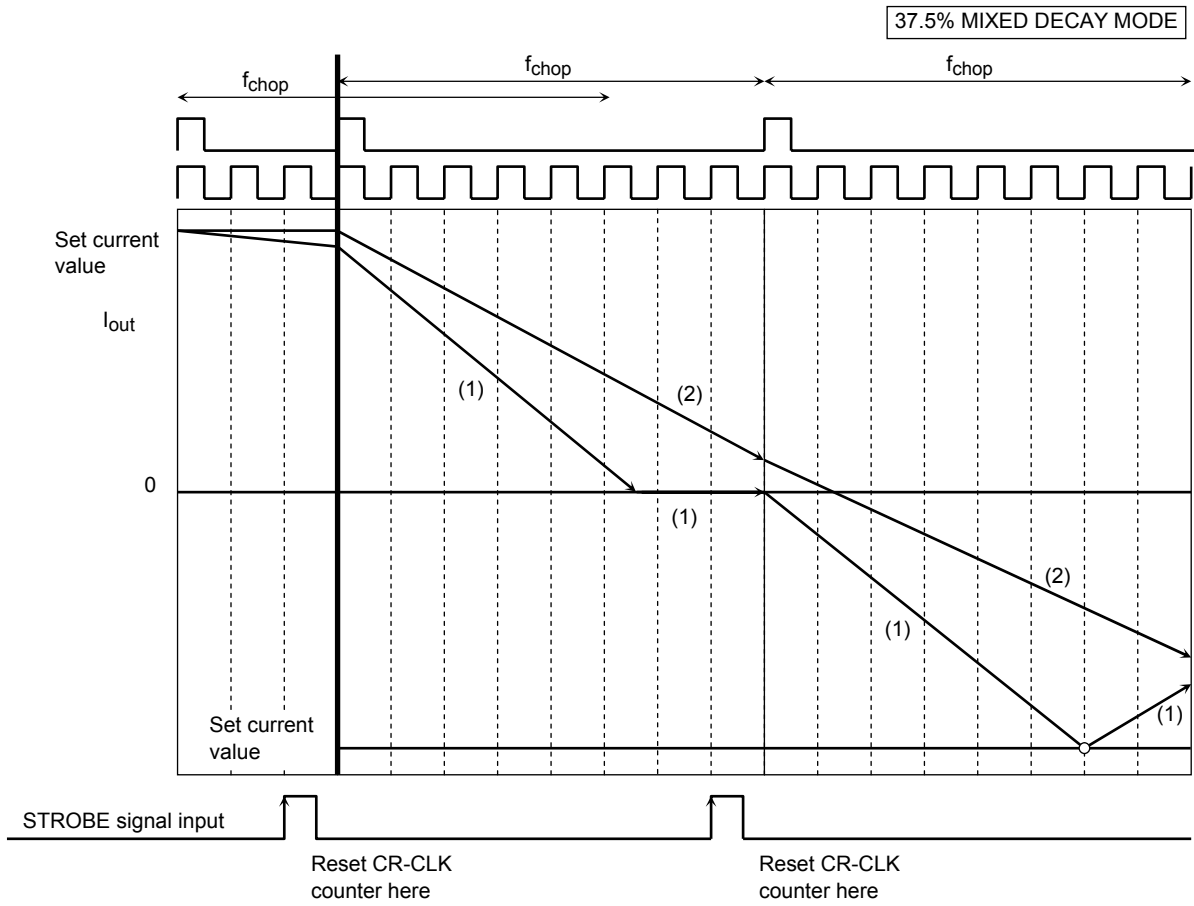 37.5% MIXED DECAY MODE
fchop
fchop
fchop
Set current
value
Iout
(1)
(2)
0
(1)
(2)
(1)
(1)
Set current
value
STROBE signal input
Reset CR-CLK
counter here
Reset CR-CLK
counter here